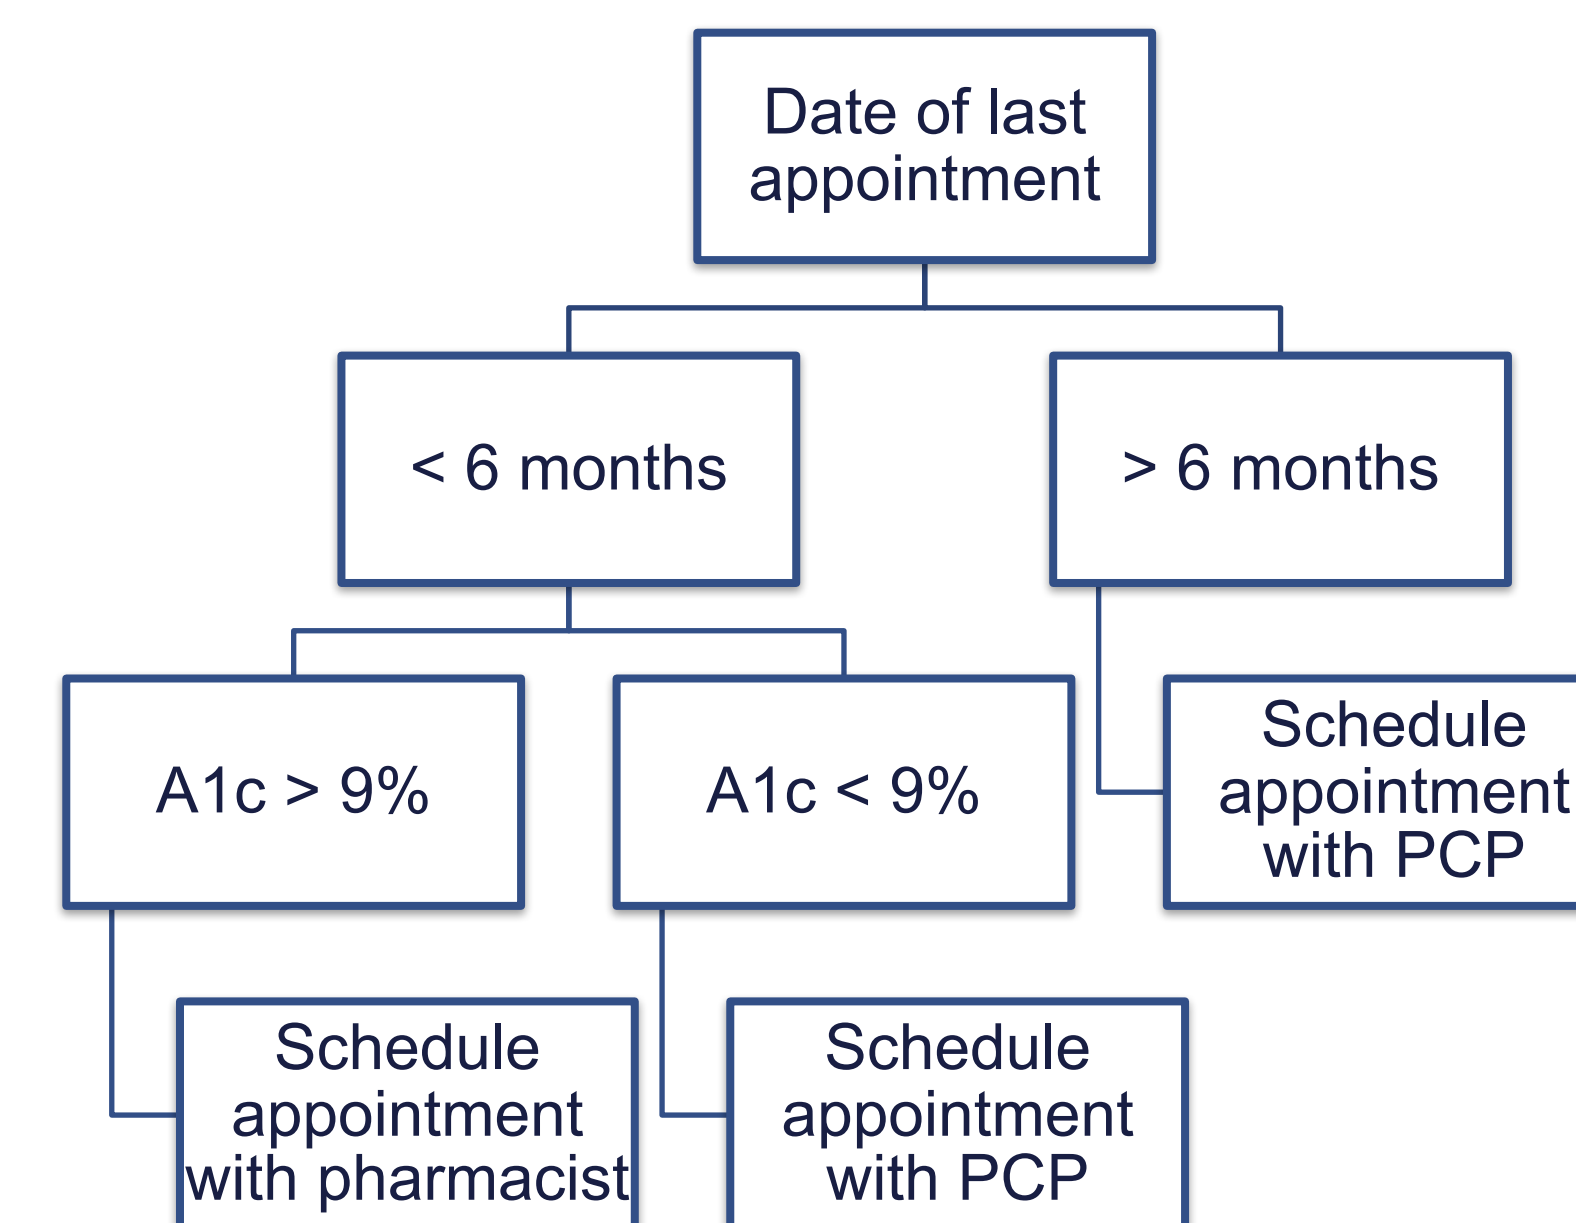 Date of last
appointment
< 6 months
> 6 months
A1c > 9%
A1c < 9%
Schedule
appointment
with PCP
Schedule
appointment
with pharmacist
Schedule
appointment
with PCP